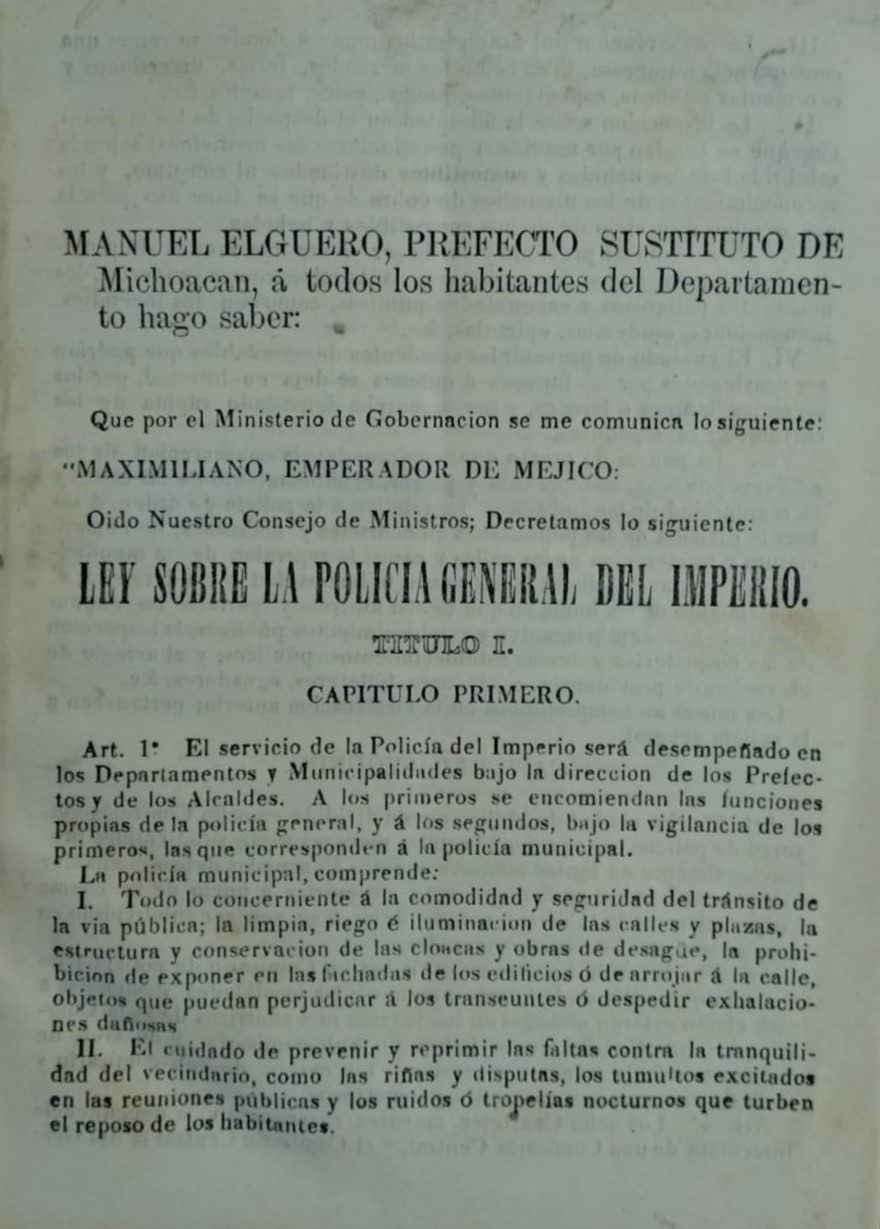 MANUEL ELGUERO, PREFECTO SUSTITUTO DE
Michoacan, á todos los habitantes del Departamen-
to hago saber:
Que por el Ministerio de Gobernacion se me comunica lo siguiente:
"MAXIMILIANO, EMPERADOR DE MEJICO:
Oido Nuestro Consejo de Ministros; Decretamos lo siguiente:
LEY SOBRE LA POLICIA GENERAL DEL IMPERIO.
TITULO I.
CAPITULO PRIMERO.
Art. 1º El servicio de la Policía del Imperio será desempeñado en
los Departamentos y Municipalidades bajo la direccion de los Prefec-
tos y de los Alcaldes. A los primeros se encomiendan las funciones
propias de la policía general, y á los segundos, bajo la vigilancia de los
primeros, las que corresponden á la policía municipal.
La policía municipal, comprende:
I. Todo lo concerniente á la comodidad y seguridad del tránsito de
la via pública; la limpia, riego é iluminacion de las calles y plazas, la
estructura y conservacion de las cloacas y obras de desagüe, la prohi-
bicion de exponer en las fachadas de los edificios ó de arrojar á la calle,
objetos que puedan perjudicar á los transeuntes ó despedir exhalacio-
nes dañosas
II. El cuidado de prevenir y reprimir las faltas contra la tranquili-
dad del vecindario, como las riñas y disputas, los tumultos excitados
en las reuniones públicas y los ruidos ó tropelías nocturnos que turben
el reposo de los habitantes.